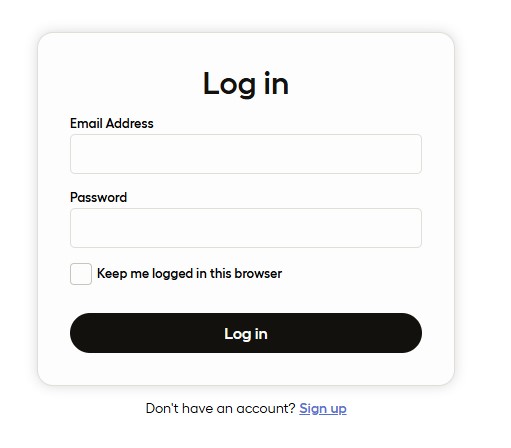 Log in
Email Address
Password
Keep me logged in this browser
Log in
Don't have an account? Sign up